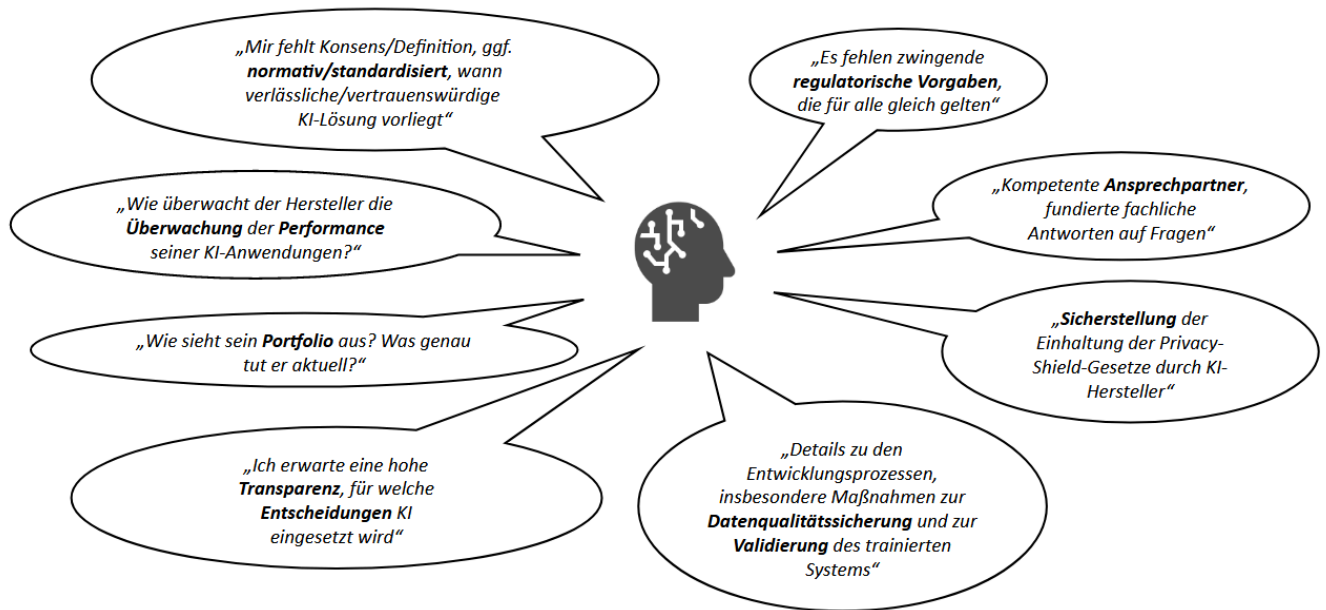 „Mir fehlt Konsens/Definition, ggf.
normativ/standardisiert, wann
verlässliche/vertrauenswürdige
KI-Lösung vorliegt“
„Es fehlen zwingende
regulatorische Vorgaben,
die für alle gleich gelten“
„Wie überwacht der Hersteller die
Überwachung der Performance
seiner KI-Anwendungen?“
„Kompetente Ansprechpartner,
fundierte fachliche
Antworten auf Fragen“
„Wie sieht sein Portfolio aus? Was genau
tut er aktuell?“
„Sicherstellung der
Einhaltung der Privacy-
Shield-Gesetze durch KI-
Hersteller“
„Ich erwarte eine hohe
Transparenz, für welche
Entscheidungen KI
eingesetzt wird“
„Details zu den
Entwicklungsprozessen,
insbesondere Maßnahmen zur
Datenqualitätssicherung und zur
Validierung des trainierten
Systems“